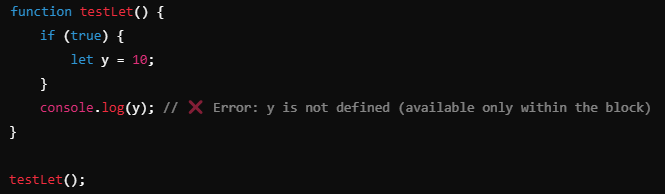 function testLet() {
    if (true) {
        let y = 10;
    }
    console.log(y); // ❌ Error: y is not defined (available only within the block)
}

testLet();